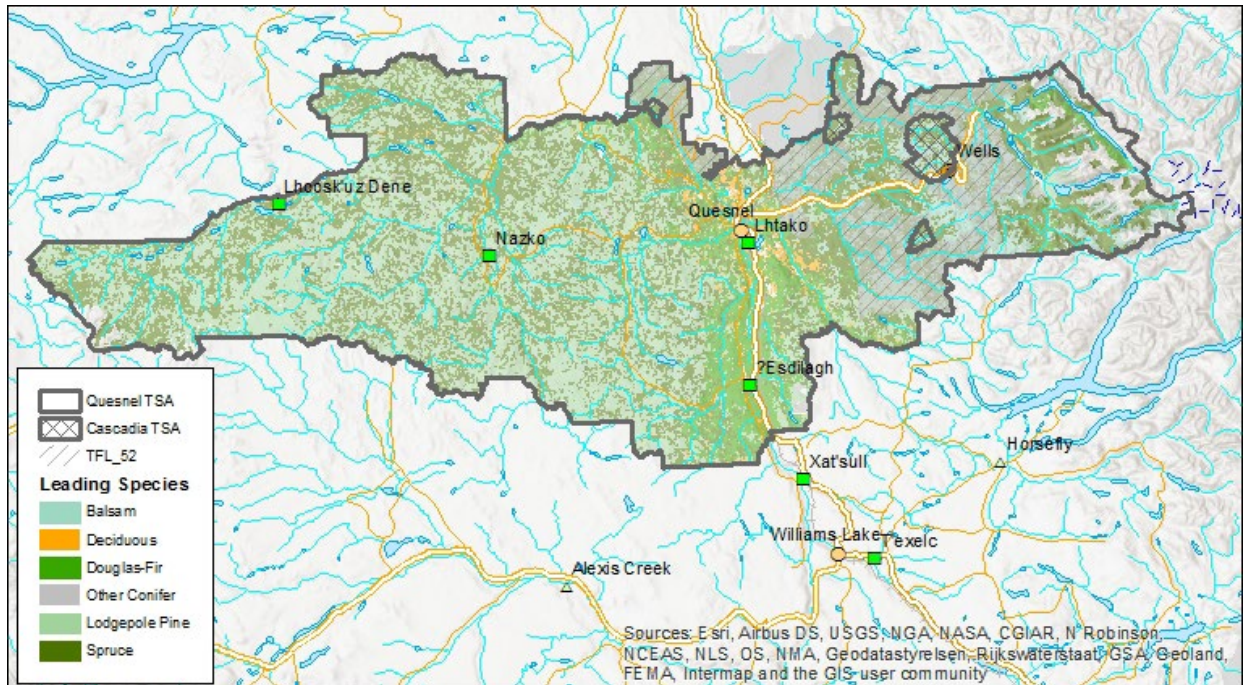 Wells
Lhoosk'uz Dene
Quesnel
Lhtako
Nazko
?Esdilagh
Horsefly
Xat'sull
Williams Lake
T'exelc
Alexis Creek
Quesnel TSA
Cascadia TSA
TFL_52
Leading Species
Balsam
Deciduous
Douglas-Fir
Other Conifer
Lodgepole Pine
Spruce
Sources: Esri, Airbus DS, USGS, NGA, NASA, CGIAR, N Robinson,
NCEAS, NLS, OS, NMA, Geodatastyrelsen, Rijkswaterstaat, GSA, Geoland,
FEMA, Intermap and the GIS user community